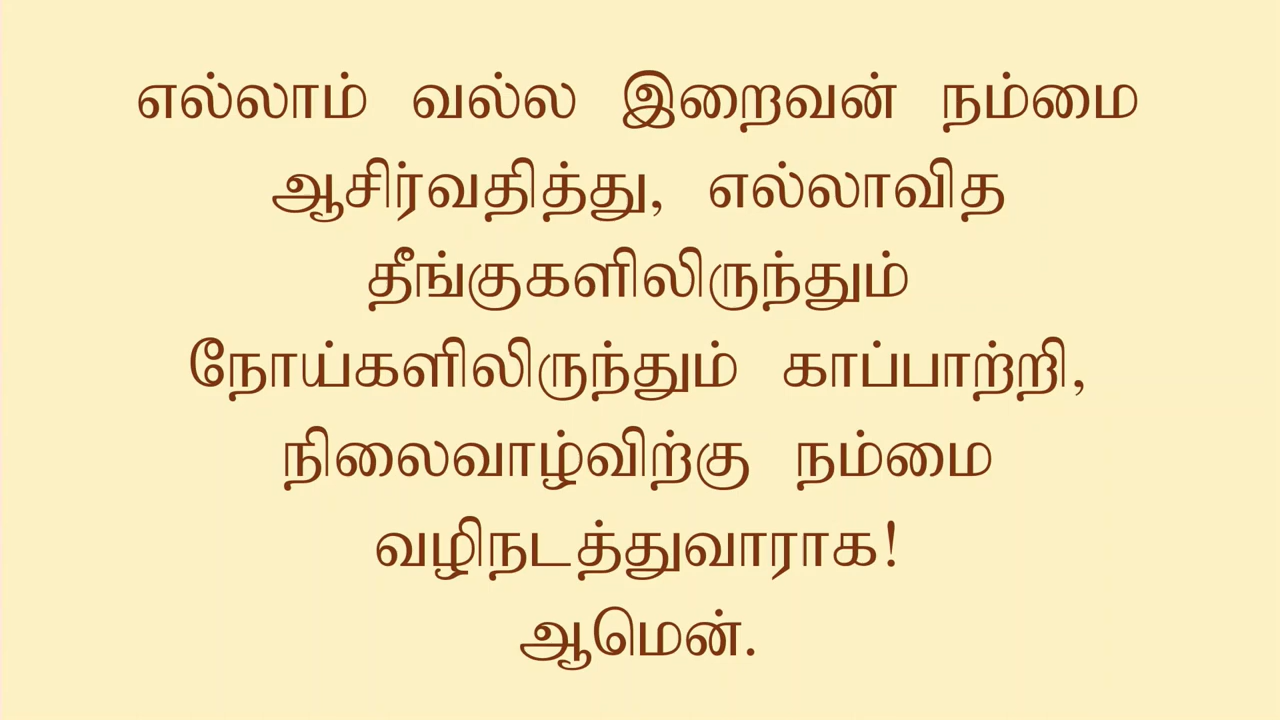 எல்லாம் வல்ல இறைவன் நம்மை
ஆசிர்வதித்து, எல்லாவித
தீங்குகளிலிருந்தும்
நோய்களிலிருந்தும் காப்பாற்றி,
நிலைவாழ்விற்கு நம்மை
வழிநடத்துவாராக!
ஆமென்.